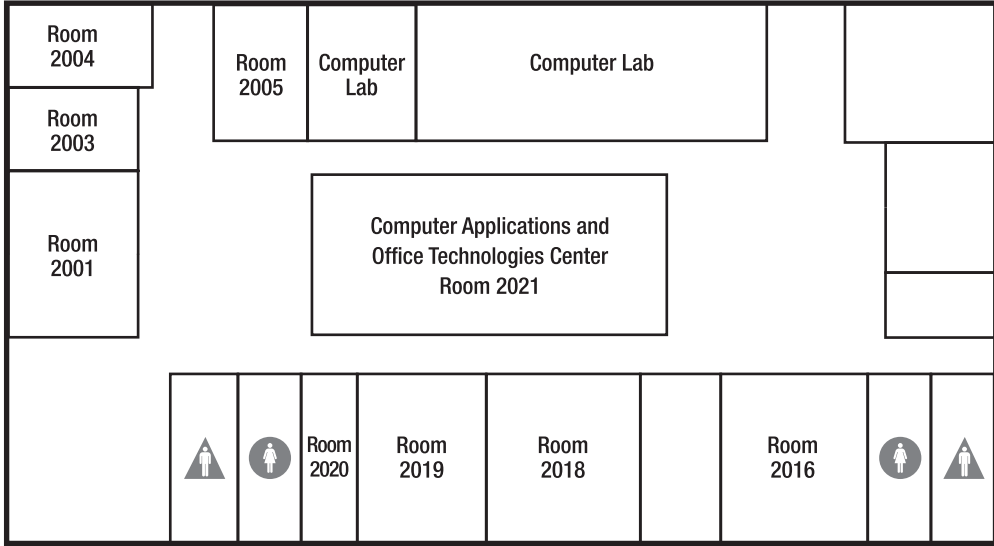 Room
2004
Room
2005
Computer
Lab
Computer Lab
Room
2003
Room
2001
Computer Applications and
Office Technologies Center
Room 2021
Room
2020
Room
2019
Room
2018
Room
2016